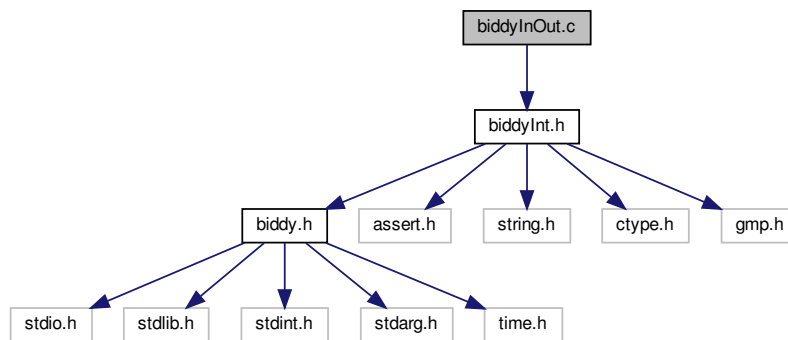 biddyInOut.c
biddyInt.h
biddy.h assert.h string.h ctype.h gmp.h
stdio.h stdlib.h stdint.h stdarg.h time.h